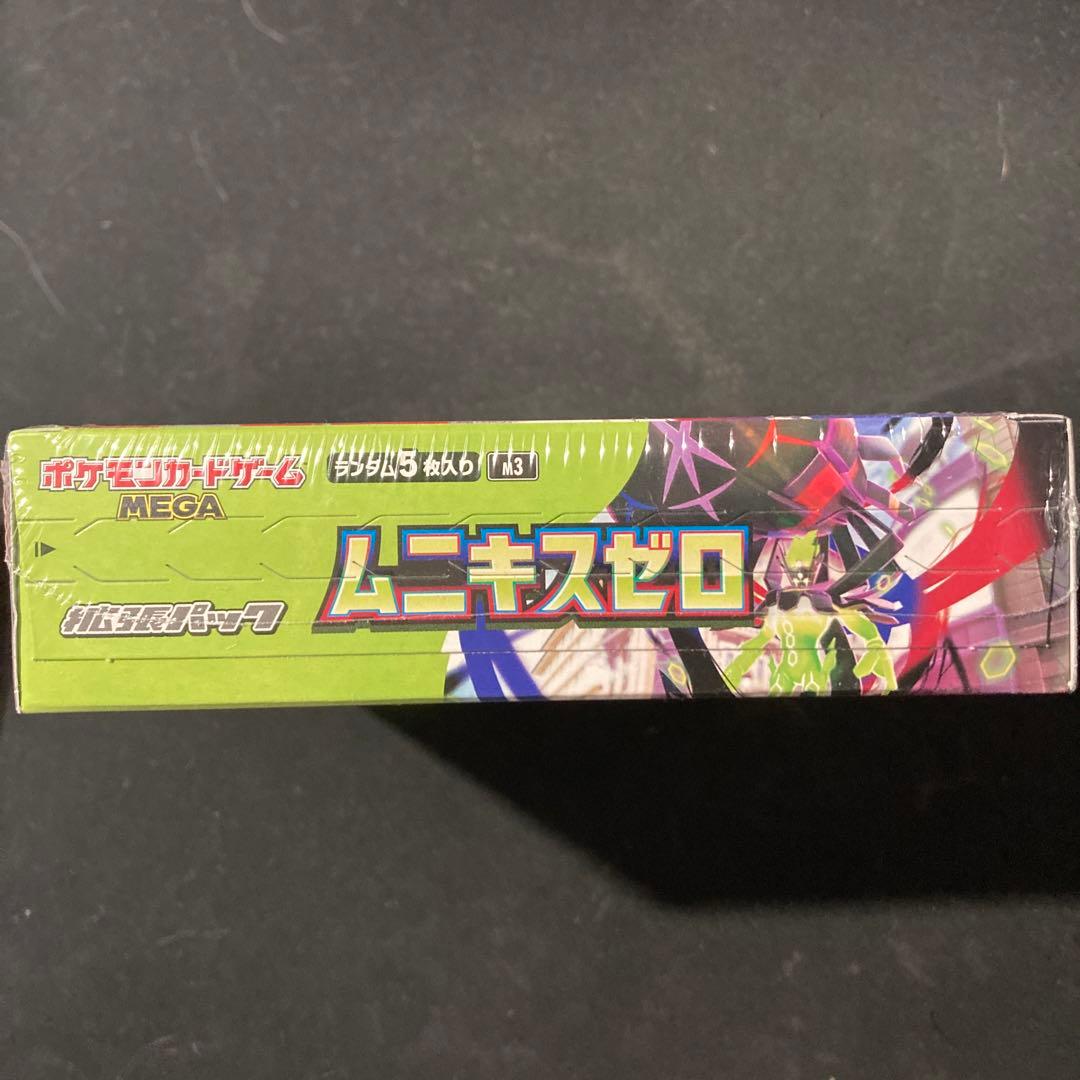 ポケモンカードゲーム
MEGA
ランダム5枚入り M3
ムニキスゼロ
拡張パック